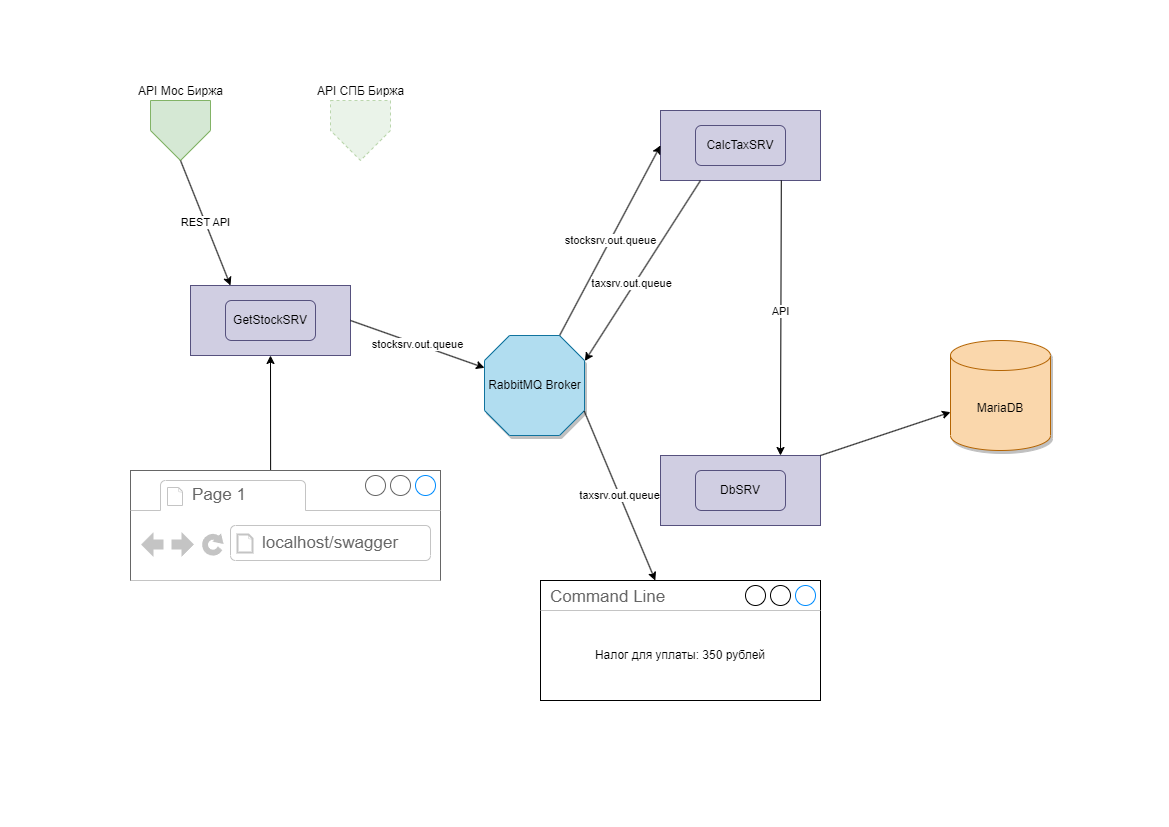 API Мос Биржа
API СПБ Биржа
CalcTaxSRV
REST API
stocksrv.out.queue
taxsrv.out.queue
GetStockSRV
API
stocksrv.out.queue
RabbitMQ Broker
MariaDB
Page 1
DbSRV
taxsrv.out.queue
localhost/swagger
Command Line
Налог для уплаты: 350 рублей